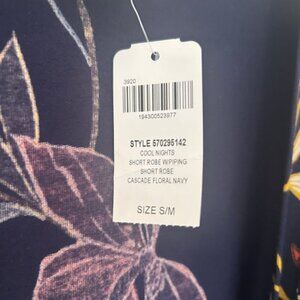 3920
194300523977
STYLE 570295142
COOL NIGHTS
SHORT ROBE W/PIPING
SHORT ROBE
CASCADE FLORAL NAVY
SIZE S/M